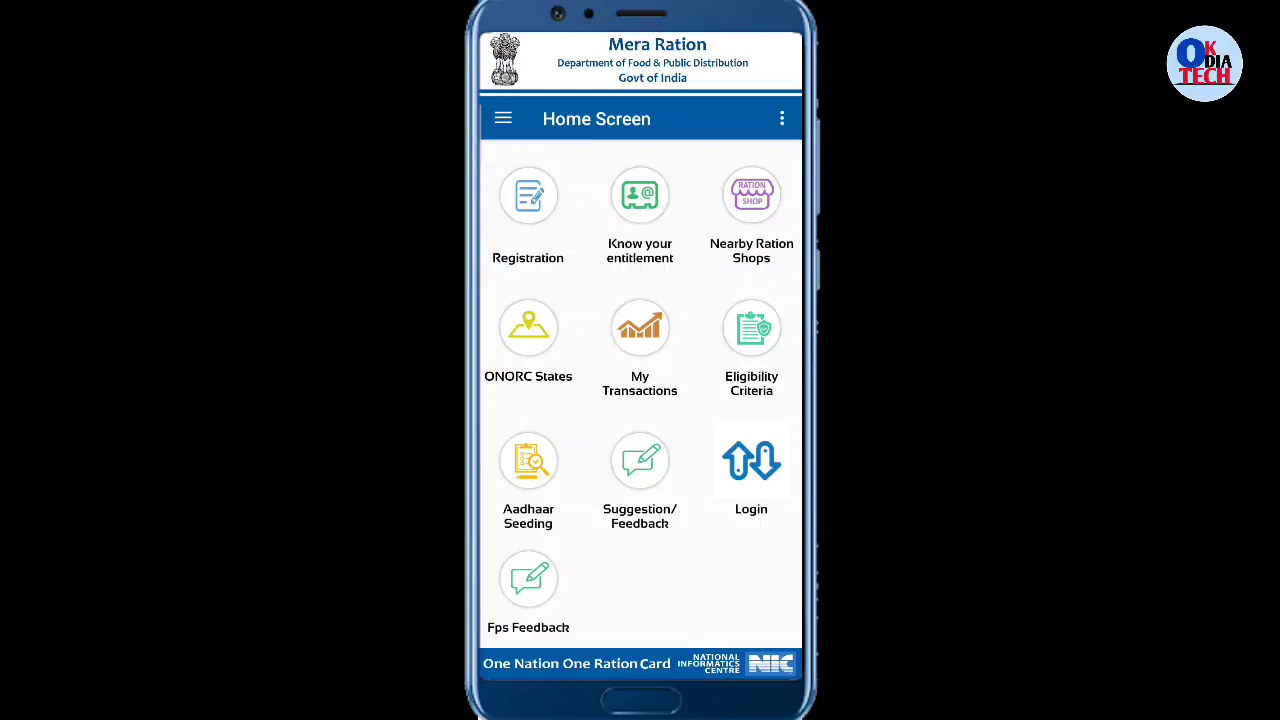 Mera Ration
Department of Food & Public Distribution
Govt of India
OK
DIA
TECH
Home Screen
RATION
SHOP
Registration
Know your
entitlement
Nearby Ration
Shops
ONORC States
My
Transactions
Eligibility
Criteria
Aadhaar
Seeding
Suggestion/
Feedback
Login
Fps Feedback
One Nation One Ration Card
NATIONAL
INFORMATICS
CENTRE
NIC